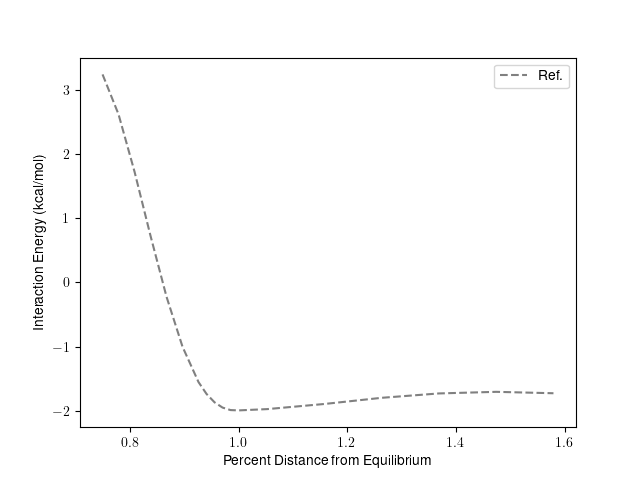 Ref.
3
2
1
0
−1
−2
Interaction Energy (kcal/mol)
0.8 1.0 1.2 1.4 1.6
Percent Distance from Equilibrium